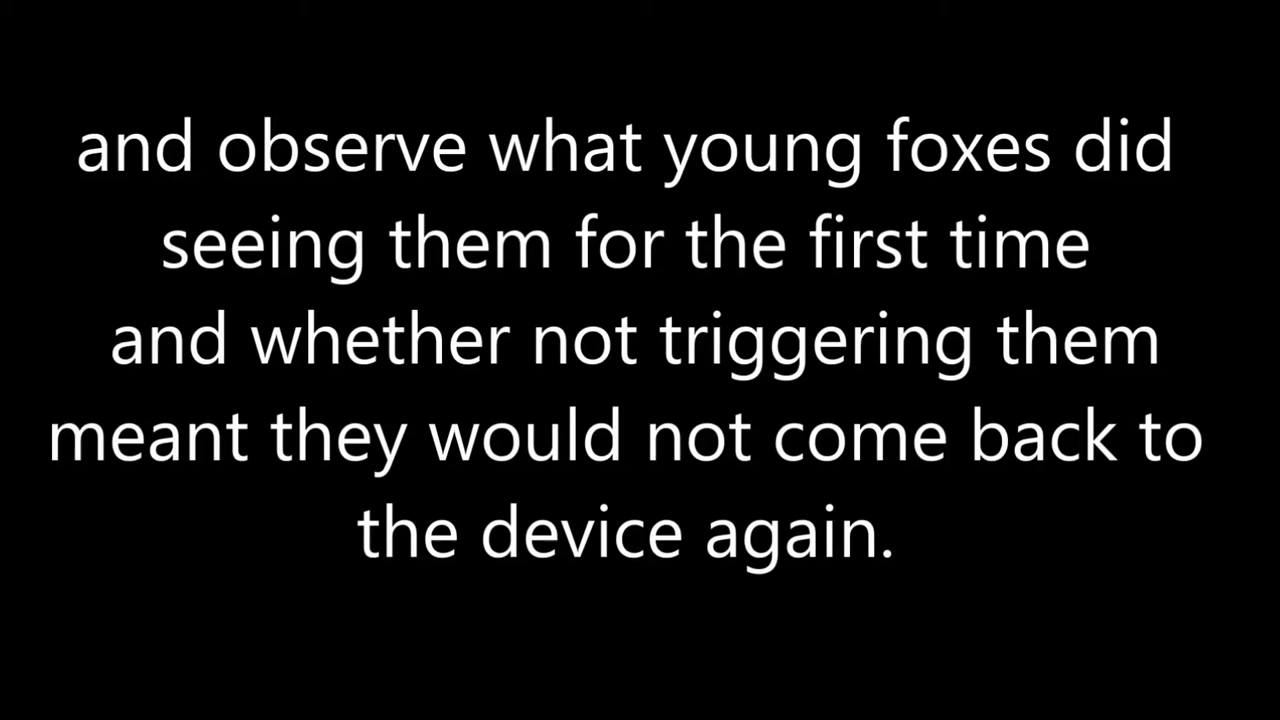 and observe what young foxes did
seeing them for the first time
and whether not triggering them
meant they would not come back to
the device again.